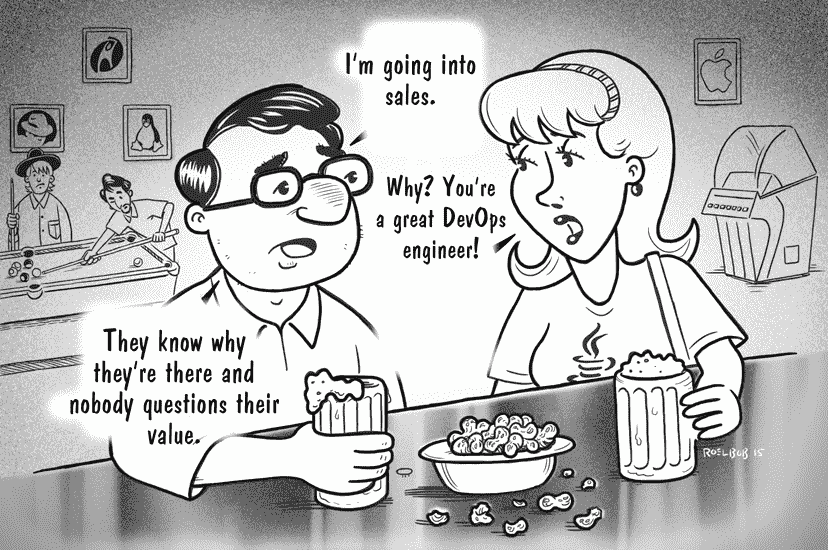 I'm going into
sales.
Why? You're
a great DevOps
engineer!
They know why
they're there and
nobody questions their
value.
ROELBOB 15